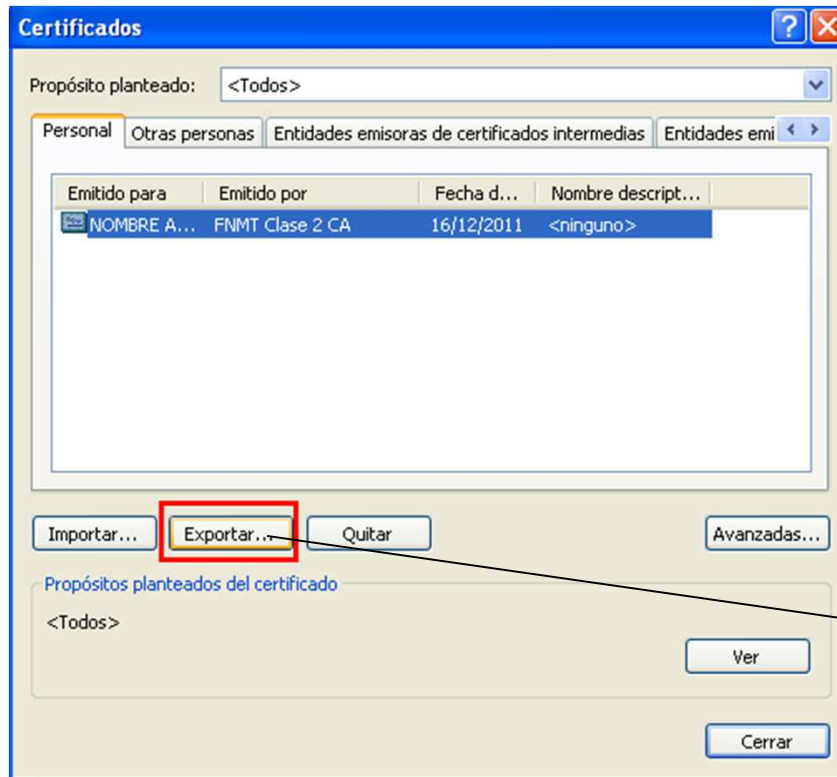 Certificados
Propósito planteado: <Todos>
Personal Otras personas Entidades emisoras de certificados intermedias Entidades emi
Emitido para Emitido por Fecha d... Nombre descript...
NOMBRE A... FNMT Clase 2 CA 16/12/2011 <ninguno>
Importar... Exportar... Quitar Avanzadas...
Propósitos planteados del certificado
<Todos>
Ver
Cerrar